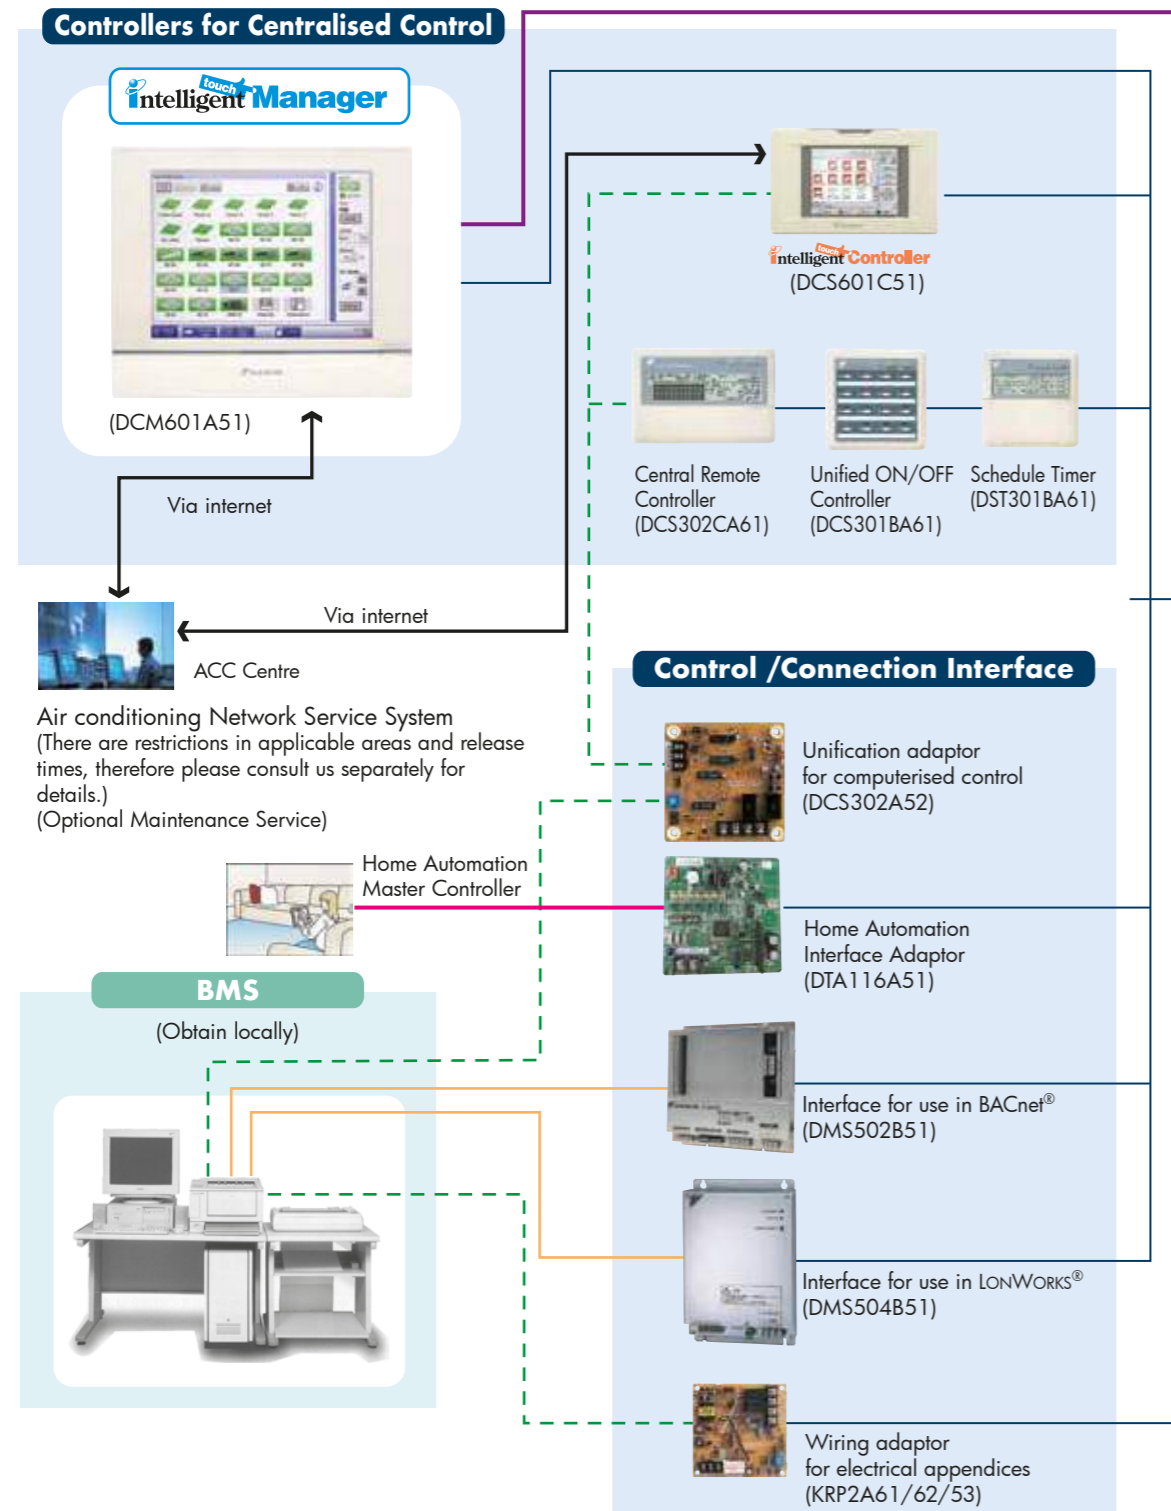 Controllers for Centralised Control
intelligent touch Manager
(DCM601A51)
intelligent touch Controller
(DCS601C51)
Central Remote
Controller
(DCS302CA61)
Unified ON/OFF
Controller
(DCS301BA61)
Schedule Timer
(DST301BA61)
Via internet
Via internet
ACC Centre
Air conditioning Network Service System
(There are restrictions in applicable areas and release
times, therefore please consult us separately for
details.)
(Optional Maintenance Service)
Control /Connection Interface
Unification adaptor
for computerised control
(DCS302A52)
Home Automation
Master Controller
Home Automation
Interface Adaptor
(DTA116A51)
BMS
(Obtain locally)
Interface for use in BACnet®
(DMS502B51)
Interface for use in LONWORKS®
(DMS504B51)
Wiring adaptor
for electrical appendices
(KRP2A61/62/53)